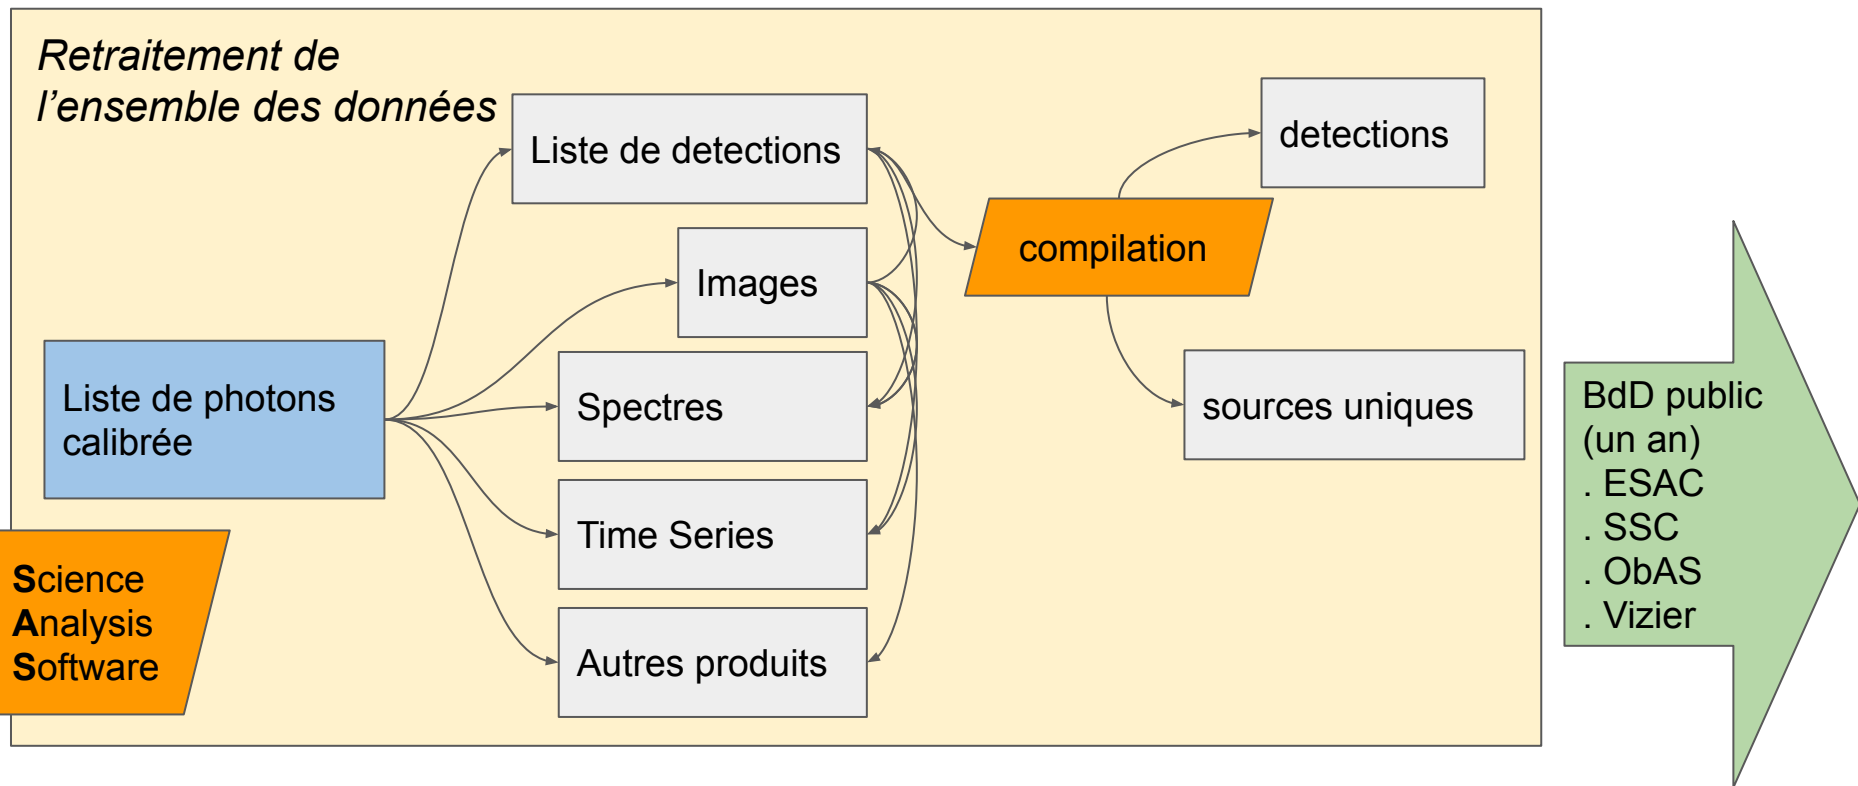 Retraitement de
l'ensemble des données
Liste de detections
detections
compilation
Images
Liste de photons
calibrée
Spectres
sources uniques
Time Series
Autres produits
Science
Analysis
Software
BdD public
(un an)
. ESAC
. SSC
. ObAS
. Vizier